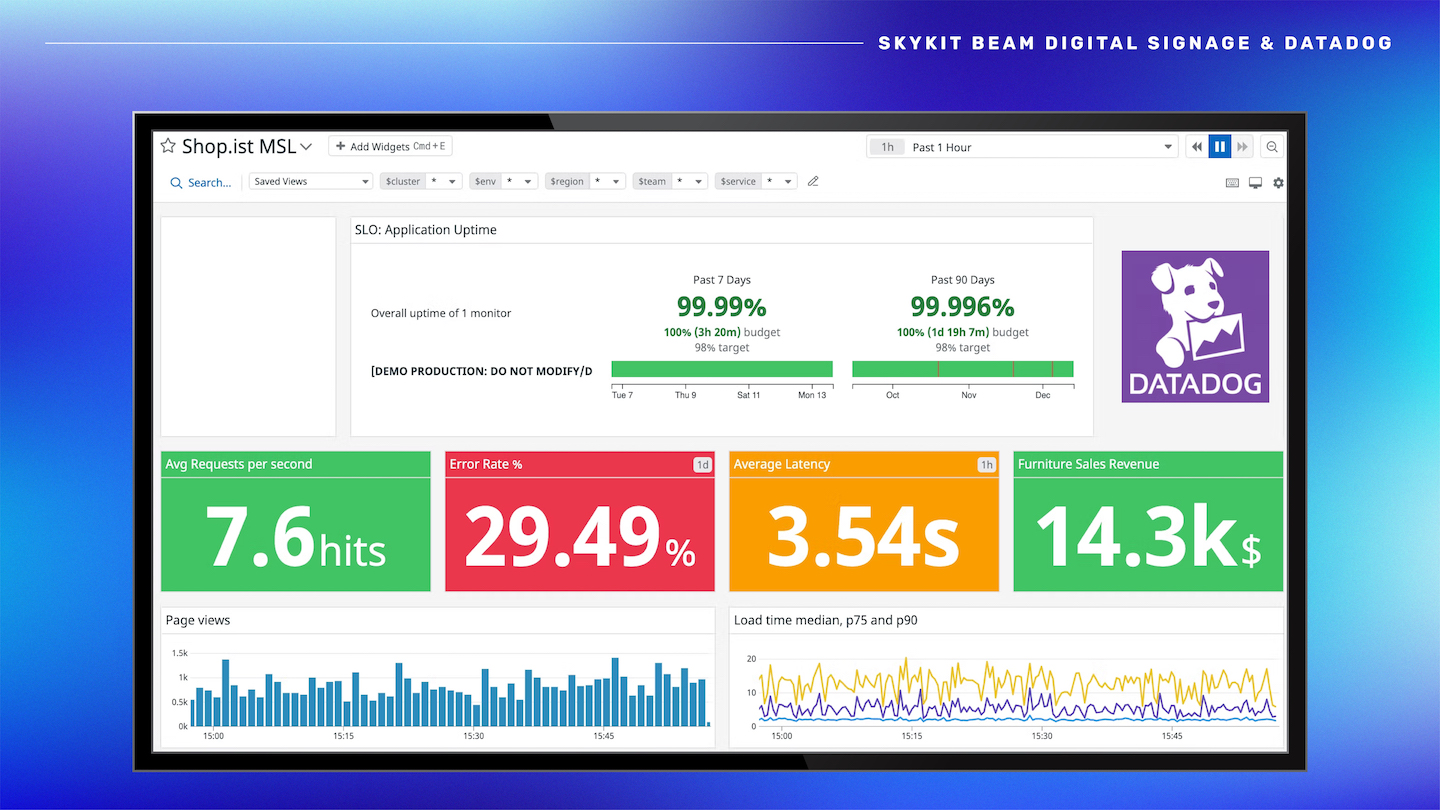 SKYKIT BEAM DIGITAL SIGNAGE & DATADOG
Shop.ist MSL
Add Widgets Cmd+E
1h Past 1 Hour
Search...
Saved Views
$cluster *
$env *
$region *
$team *
$service *
SLO: Application Uptime
Past 7 Days
Past 90 Days
Overall uptime of 1 monitor
99.99%
99.996%
100% (3h 20m) budget
100% (1d 19h 7m) budget
98% target
98% target
[DEMO PRODUCTION: DO NOT MODIFY/D
Tue 7 Thu 9 Sat 11 Mon 13
Oct Nov Dec
DATADOG
Avg Requests per second
7.6hits
Error Rate % 1d
29.49%
Average Latency 1h
3.54s
Furniture Sales Revenue
14.3k$
Page views
1.5k
1k
0.5k
0k
15:00 15:15 15:30 15:45
Load time median, p75 and p90
20
10
0
15:00 15:15 15:30 15:45